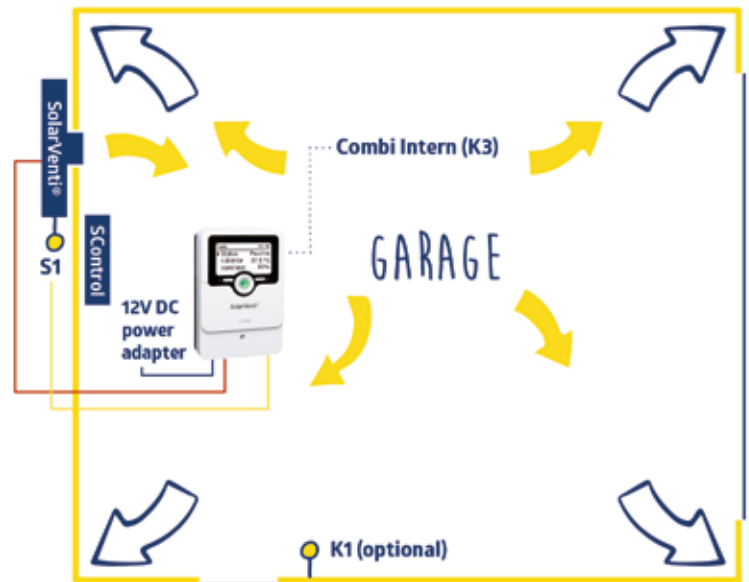 SolarVenti®
Combi Intern (K3)
S1
SControl
GARAGE
12V DC
power
adapter
K1 (optional)